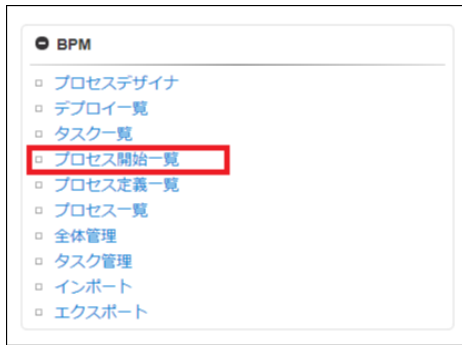 BPM
プロセスデザイナ
デプロイ一覧
タスク一覧
プロセス開始一覧
プロセス定義一覧
プロセス一覧
全体管理
タスク管理
インポート
エクスポート